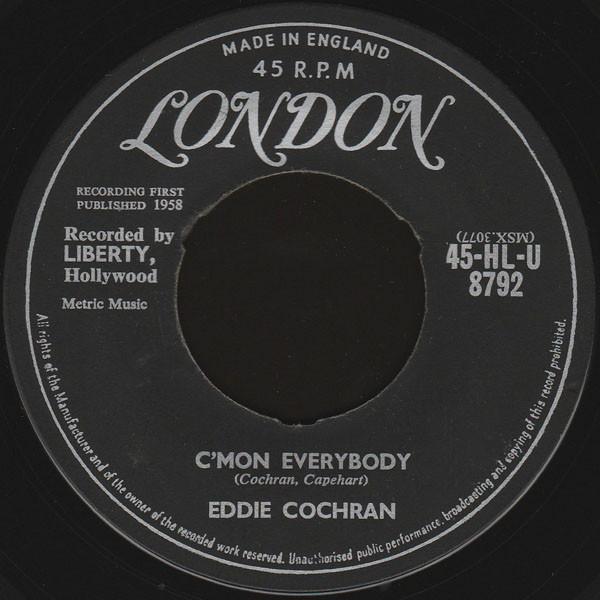 MADE IN ENGLAND
45 R.P.M
LONDON
RECORDING FIRST
PUBLISHED 1958
Recorded by
LIBERTY,
Hollywood
Metric Music
(MSX.3077)
45-HL-U
8792
C'MON EVERYBODY
(Cochran, Capehart)
EDDIE COCHRAN
All rights of the Manufacturer and of the owner of the recorded work reserved. Unauthorised public performance, broadcasting and copying of this record prohibited.